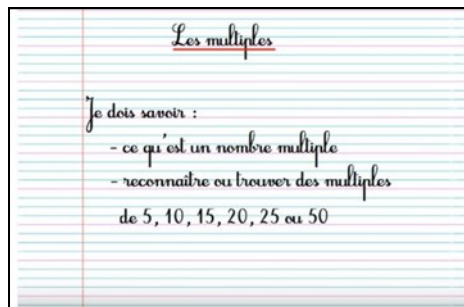 Les multiples
Je dois savoir :
- ce qu'est un nombre multiple
- reconnaître ou trouver des multiples
de 5, 10, 15, 20, 25 ou 50